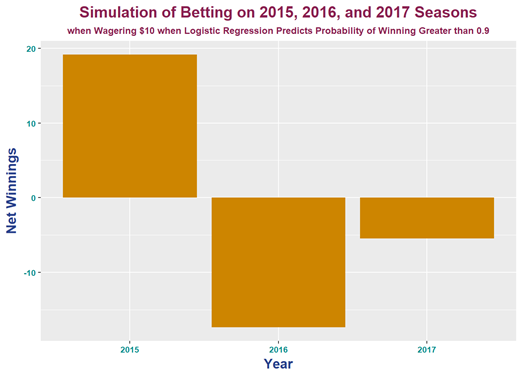 Simulation of Betting on 2015, 2016, and 2017 Seasons
when Wagering $10 when Logistic Regression Predicts Probability of Winning Greater than 0.9
Net Winnings
20
10
0
-10
2015 2016 2017
Year